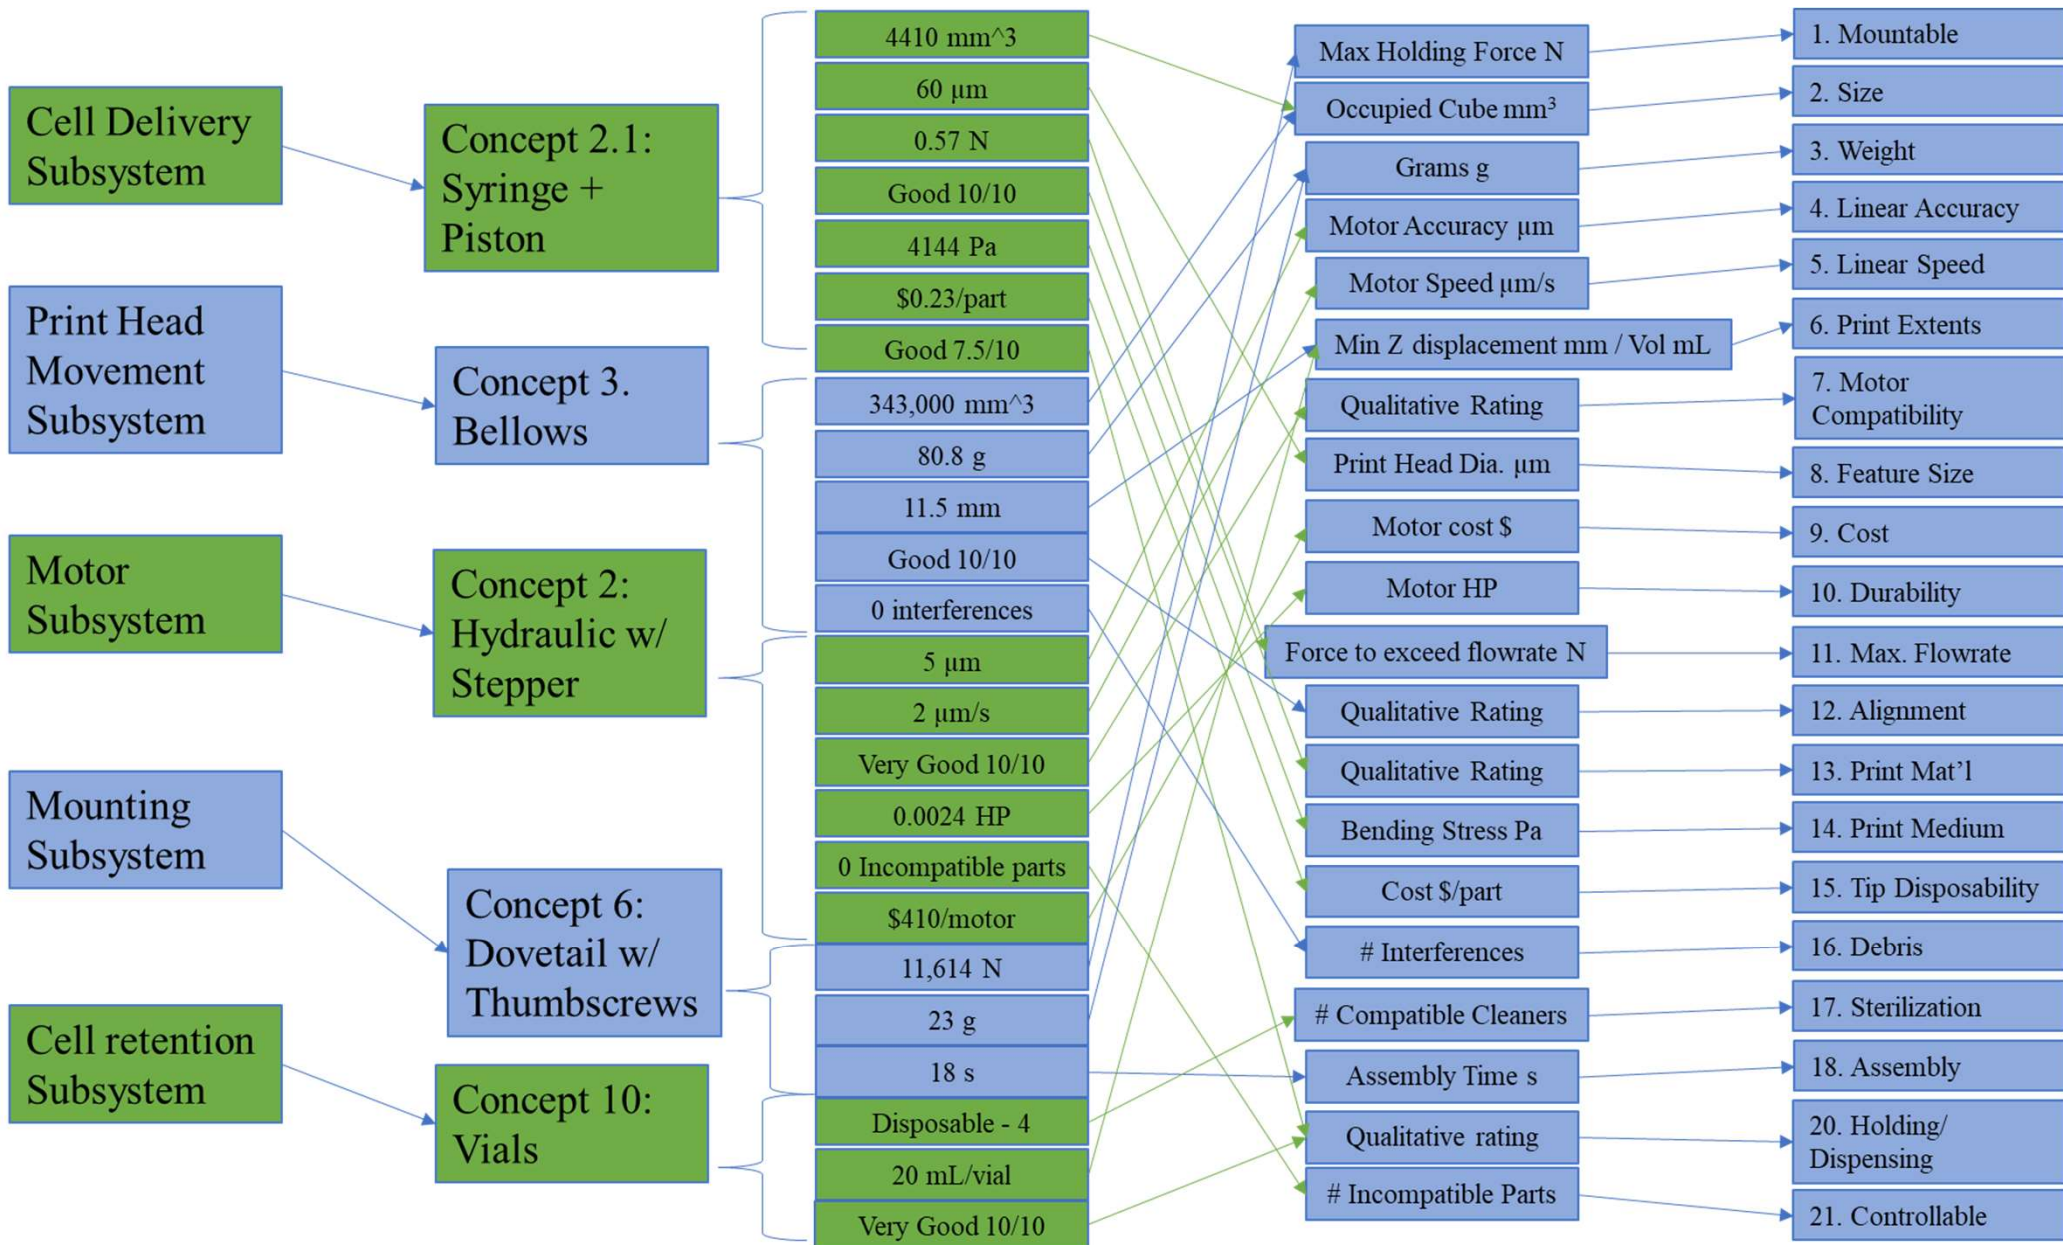 Cell Delivery
Subsystem
Print Head
Movement
Subsystem
Motor
Subsystem
Mounting
Subsystem
Cell retention
Subsystem
Concept 2.1:
Syringe +
Piston
Concept 3.
Bellows
Concept 2:
Hydraulic w/
Stepper
Concept 6:
Dovetail w/
Thumbscrews
Concept 10:
Vials
4410 mm^3
60 µm
0.57 N
Good 10/10
4144 Pa
$0.23/part
Good 7.5/10
343,000 mm^3
80.8 g
11.5 mm
Good 10/10
0 interferences
5 µm
2 µm/s
Very Good 10/10
0.0024 HP
0 Incompatible parts
$410/motor
11,614 N
23 g
18 s
Disposable - 4
20 mL/vial
Very Good 10/10
Max Holding Force N
Occupied Cube mm³
Grams g
Motor Accuracy µm
Motor Speed µm/s
Min Z displacement mm / Vol mL
Qualitative Rating
Print Head Dia. µm
Motor cost $
Motor HP
Force to exceed flowrate N
Qualitative Rating
Qualitative Rating
Bending Stress Pa
Cost $/part
# Interferences
# Compatible Cleaners
Assembly Time s
Qualitative rating
# Incompatible Parts
1. Mountable
2. Size
3. Weight
4. Linear Accuracy
5. Linear Speed
6. Print Extents
7. Motor
Compatibility
8. Feature Size
9. Cost
10. Durability
11. Max. Flowrate
12. Alignment
13. Print Mat’l
14. Print Medium
15. Tip Disposability
16. Debris
17. Sterilization
18. Assembly
20. Holding/
Dispensing
21. Controllable